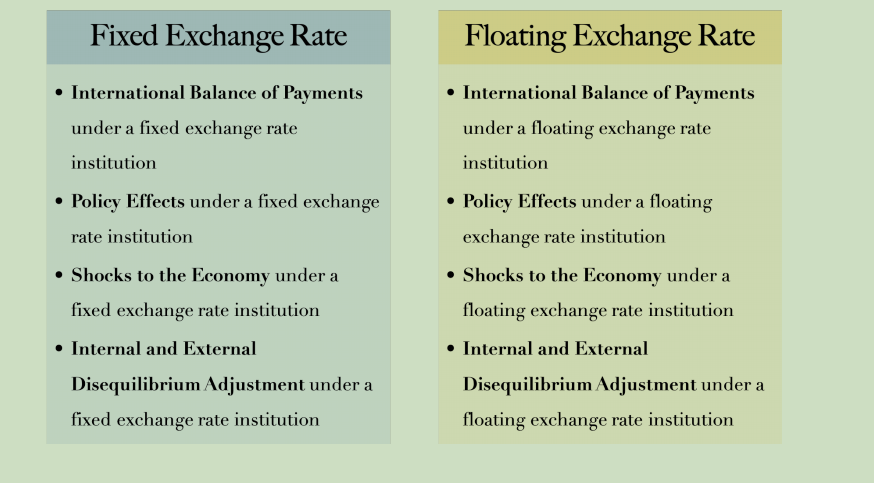 Fixed Exchange Rate
• International Balance of Payments
under a fixed exchange rate
institution
• Policy Effects under a fixed exchange
rate institution
• Shocks to the Economy under a
fixed exchange rate institution
• Internal and External
Disequilibrium Adjustment under a
fixed exchange rate institution
Floating Exchange Rate
• International Balance of Payments
under a floating exchange rate
institution
• Policy Effects under a floating
exchange rate institution
• Shocks to the Economy under a
floating exchange rate institution
• Internal and External
Disequilibrium Adjustment under a
floating exchange rate institution